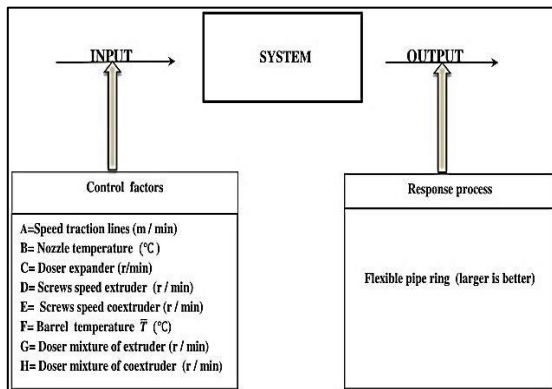 INPUT
SYSTEM
OUTPUT
Control factors
A=Speed traction lines (m / min)
B= Nozzle temperature (°C)
C= Doser expander (r/min)
D= Screws speed extruder (r / min)
E= Screws speed coextruder (r / min)
F= Barrel temperature T̄ (°C)
G= Doser mixture of extruder (r / min)
H= Doser mixture of coextruder (r / min)
Response process
Flexible pipe ring (larger is better)